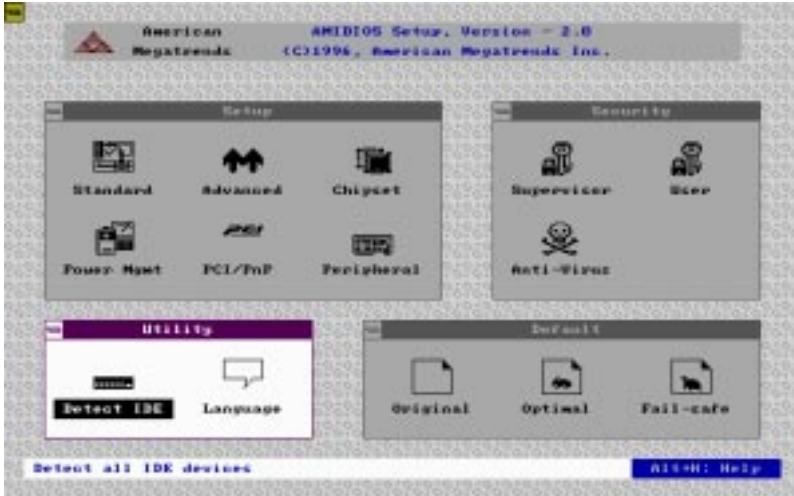 American
Megatrends
AMIBIOS Setup, Version - 2.0
(C)1996, American Megatrends Inc.
Setup
Standard
Advanced
Chipset
Power Mgmt
PCI
PCI/PnP
Peripheral
Security
Supervisor
User
Anti-Virus
Utility
Detect IDE
Language
Default
Original
Optimal
Fail-safe
Detect all IDE devices
Alt+H: Help